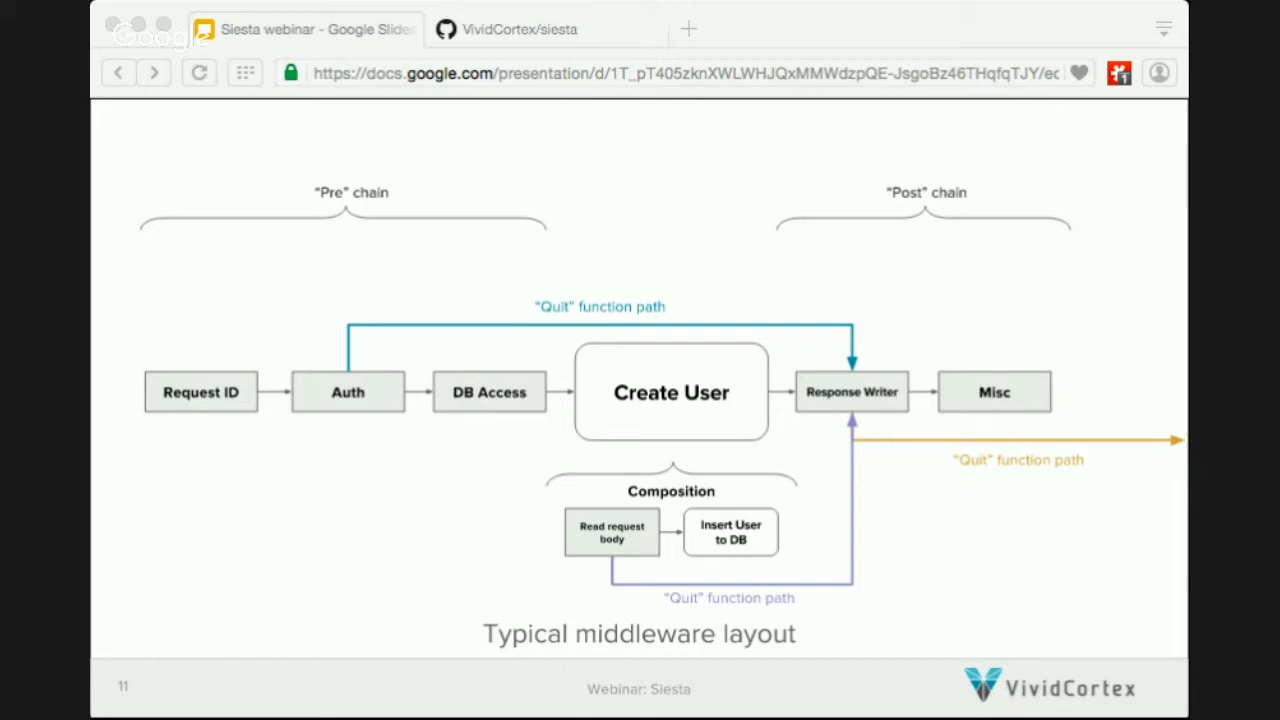 Google
Siesta webinar - Google Slides
VividCortex/siesta
https://docs.google.com/presentation/d/1T_pT405zknXWLWHJQxMMWdzpQE-JsgoBz46THqfqTJY/ec
1
“Pre” chain
“Post” chain
“Quit” function path
Request ID
Auth
DB Access
Create User
Response Writer
Misc
“Quit” function path
Composition
Read request
body
Insert User
to DB
“Quit” function path
Typical middleware layout
11
Webinar: Siesta
VividCortex